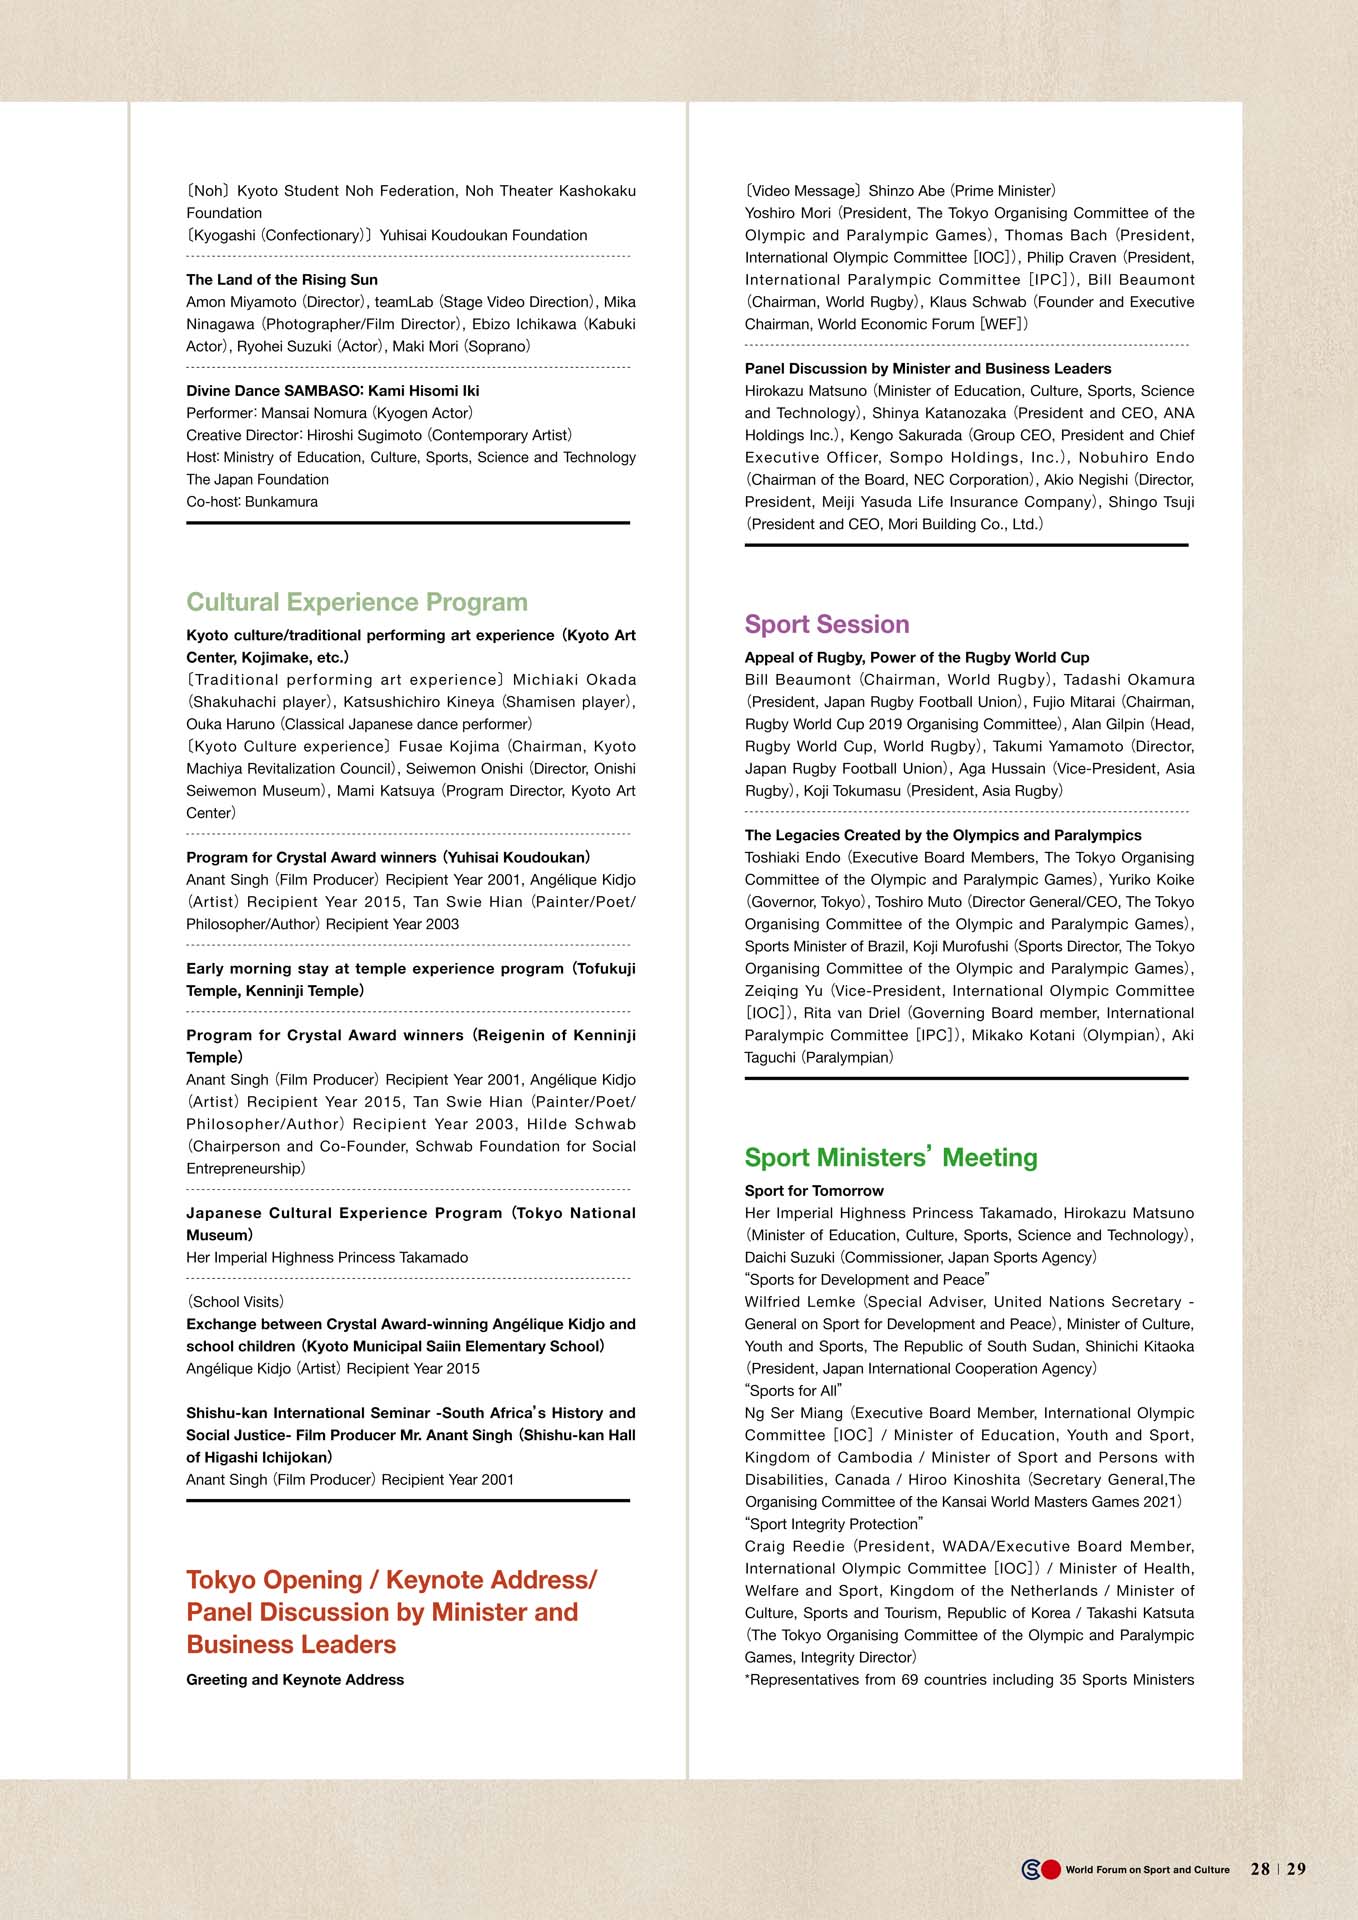 〔Noh〕Kyoto Student Noh Federation, Noh Theater Kashokaku
Foundation
〔Kyogashi（Confectionary）〕Yuhisai Koudoukan Foundation
The Land of the Rising Sun
Amon Miyamoto（Director）, teamLab（Stage Video Direction）, Mika
Ninagawa（Photographer/Film Director）, Ebizo Ichikawa（Kabuki
Actor）, Ryohei Suzuki（Actor）, Maki Mori（Soprano）
Divine Dance SAMBASO: Kami Hisomi Iki
Performer: Mansai Nomura（Kyogen Actor）
Creative Director: Hiroshi Sugimoto（Contemporary Artist）
Host: Ministry of Education, Culture, Sports, Science and Technology
The Japan Foundation
Co-host: Bunkamura
Cultural Experience Program
Kyoto culture/traditional performing art experience（Kyoto Art
Center, Kojimake, etc.）
〔Traditional performing art experience〕Michiaki Okada
（Shakuhachi player）, Katsushichiro Kineya（Shamisen player）,
Ouka Haruno（Classical Japanese dance performer）
〔Kyoto Culture experience〕Fusae Kojima（Chairman, Kyoto
Machiya Revitalization Council）, Seiwemon Onishi（Director, Onishi
Seiwemon Museum）, Mami Katsuya（Program Director, Kyoto Art
Center）
Program for Crystal Award winners（Yuhisai Koudoukan）
Anant Singh（Film Producer）Recipient Year 2001, Angélique Kidjo
（Artist）Recipient Year 2015, Tan Swie Hian（Painter/Poet/
Philosopher/Author）Recipient Year 2003
Early morning stay at temple experience program（Tofukuji
Temple, Kenninji Temple）
Program for Crystal Award winners（Reigenin of Kenninji
Temple）
Anant Singh（Film Producer）Recipient Year 2001, Angélique Kidjo
（Artist）Recipient Year 2015, Tan Swie Hian（Painter/Poet/
Philosopher/Author）Recipient Year 2003, Hilde Schwab
（Chairperson and Co-Founder, Schwab Foundation for Social
Entrepreneurship）
Japanese Cultural Experience Program（Tokyo National
Museum）
Her Imperial Highness Princess Takamado
（School Visits）
Exchange between Crystal Award-winning Angélique Kidjo and
school children（Kyoto Municipal Saiin Elementary School）
Angélique Kidjo（Artist）Recipient Year 2015
Shishu-kan International Seminar -South Africa’s History and
Social Justice- Film Producer Mr. Anant Singh（Shishu-kan Hall
of Higashi Ichijokan）
Anant Singh（Film Producer）Recipient Year 2001
Tokyo Opening / Keynote Address/
Panel Discussion by Minister and
Business Leaders
Greeting and Keynote Address
〔Video Message〕Shinzo Abe（Prime Minister）
Yoshiro Mori（President, The Tokyo Organising Committee of the
Olympic and Paralympic Games）, Thomas Bach（President,
International Olympic Committee［IOC］）, Philip Craven（President,
International Paralympic Committee［IPC］）, Bill Beaumont
（Chairman, World Rugby）, Klaus Schwab（Founder and Executive
Chairman, World Economic Forum［WEF］）
Panel Discussion by Minister and Business Leaders
Hirokazu Matsuno（Minister of Education, Culture, Sports, Science
and Technology）, Shinya Katanozaka（President and CEO, ANA
Holdings Inc.）, Kengo Sakurada（Group CEO, President and Chief
Executive Officer, Sompo Holdings, Inc.）, Nobuhiro Endo
（Chairman of the Board, NEC Corporation）, Akio Negishi（Director,
President, Meiji Yasuda Life Insurance Company）, Shingo Tsuji
（President and CEO, Mori Building Co., Ltd.）
Sport Session
Appeal of Rugby, Power of the Rugby World Cup
Bill Beaumont（Chairman, World Rugby）, Tadashi Okamura
（President, Japan Rugby Football Union）, Fujio Mitarai（Chairman,
Rugby World Cup 2019 Organising Committee）, Alan Gilpin（Head,
Rugby World Cup, World Rugby）, Takumi Yamamoto（Director,
Japan Rugby Football Union）, Aga Hussain（Vice-President, Asia
Rugby）, Koji Tokumasu（President, Asia Rugby）
The Legacies Created by the Olympics and Paralympics
Toshiaki Endo（Executive Board Members, The Tokyo Organising
Committee of the Olympic and Paralympic Games）, Yuriko Koike
（Governor, Tokyo）, Toshiro Muto（Director General/CEO, The Tokyo
Organising Committee of the Olympic and Paralympic Games）,
Sports Minister of Brazil, Koji Murofushi（Sports Director, The Tokyo
Organising Committee of the Olympic and Paralympic Games）,
Zeiqing Yu（Vice-President, International Olympic Committee
［IOC］）, Rita van Driel（Governing Board member, International
Paralympic Committee［IPC］）, Mikako Kotani（Olympian）, Aki
Taguchi（Paralympian）
Sport Ministers’ Meeting
Sport for Tomorrow
Her Imperial Highness Princess Takamado, Hirokazu Matsuno
（Minister of Education, Culture, Sports, Science and Technology）,
Daichi Suzuki（Commissioner, Japan Sports Agency）
“Sports for Development and Peace”
Wilfried Lemke（Special Adviser, United Nations Secretary -
General on Sport for Development and Peace）, Minister of Culture,
Youth and Sports, The Republic of South Sudan, Shinichi Kitaoka
（President, Japan International Cooperation Agency）
“Sports for All”
Ng Ser Miang（Executive Board Member, International Olympic
Committee［IOC］/ Minister of Education, Youth and Sport,
Kingdom of Cambodia / Minister of Sport and Persons with
Disabilities, Canada / Hiroo Kinoshita（Secretary General,The
Organising Committee of the Kansai World Masters Games 2021）
“Sport Integrity Protection”
Craig Reedie（President, WADA/Executive Board Member,
International Olympic Committee［IOC］）/ Minister of Health,
Welfare and Sport, Kingdom of the Netherlands / Minister of
Culture, Sports and Tourism, Republic of Korea / Takashi Katsuta
（The Tokyo Organising Committee of the Olympic and Paralympic
Games, Integrity Director）
*Representatives from 69 countries including 35 Sports Ministers
World Forum on Sport and Culture 28 | 29